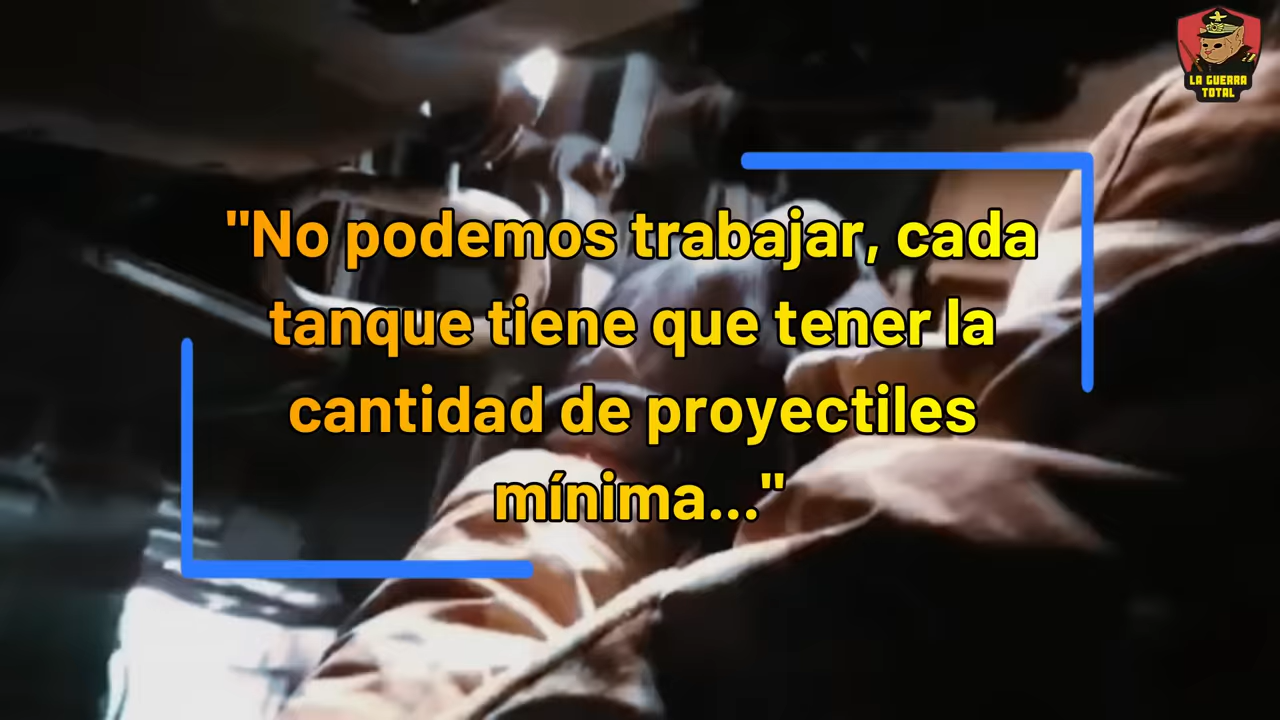 LA GUERRA
TOTAL
"No podemos trabajar, cada
tanque tiene que tener la
cantidad de proyectiles
mínima..."